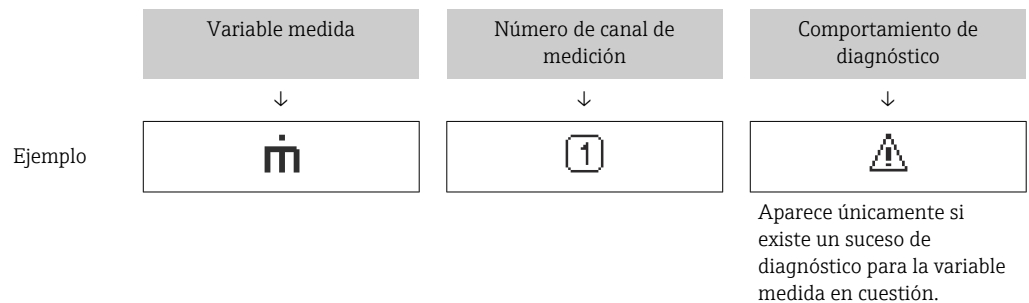 Variable medida
Número de canal de
medición
Comportamiento de
diagnóstico
↓ ↓ ↓
Ejemplo
ṁ
1
Aparece únicamente si
existe un suceso de
diagnóstico para la variable
medida en cuestión.